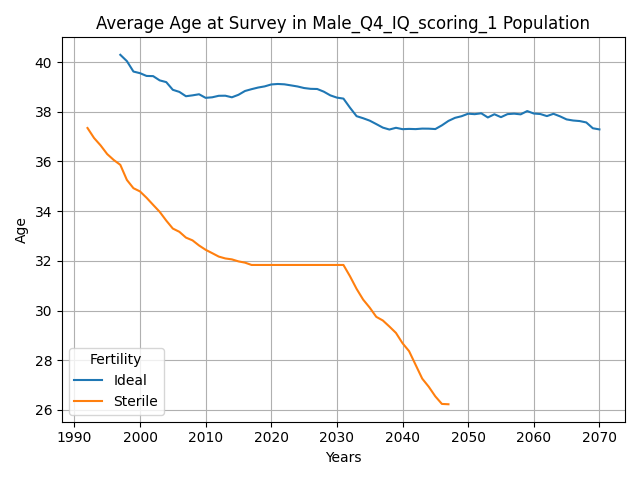 Average Age at Survey in Male_Q4_IQ_scoring_1 Population
Age
40
38
36
34
32
30
28
26
Fertility
Ideal
Sterile
1990 2000 2010 2020 2030 2040 2050 2060 2070
Years